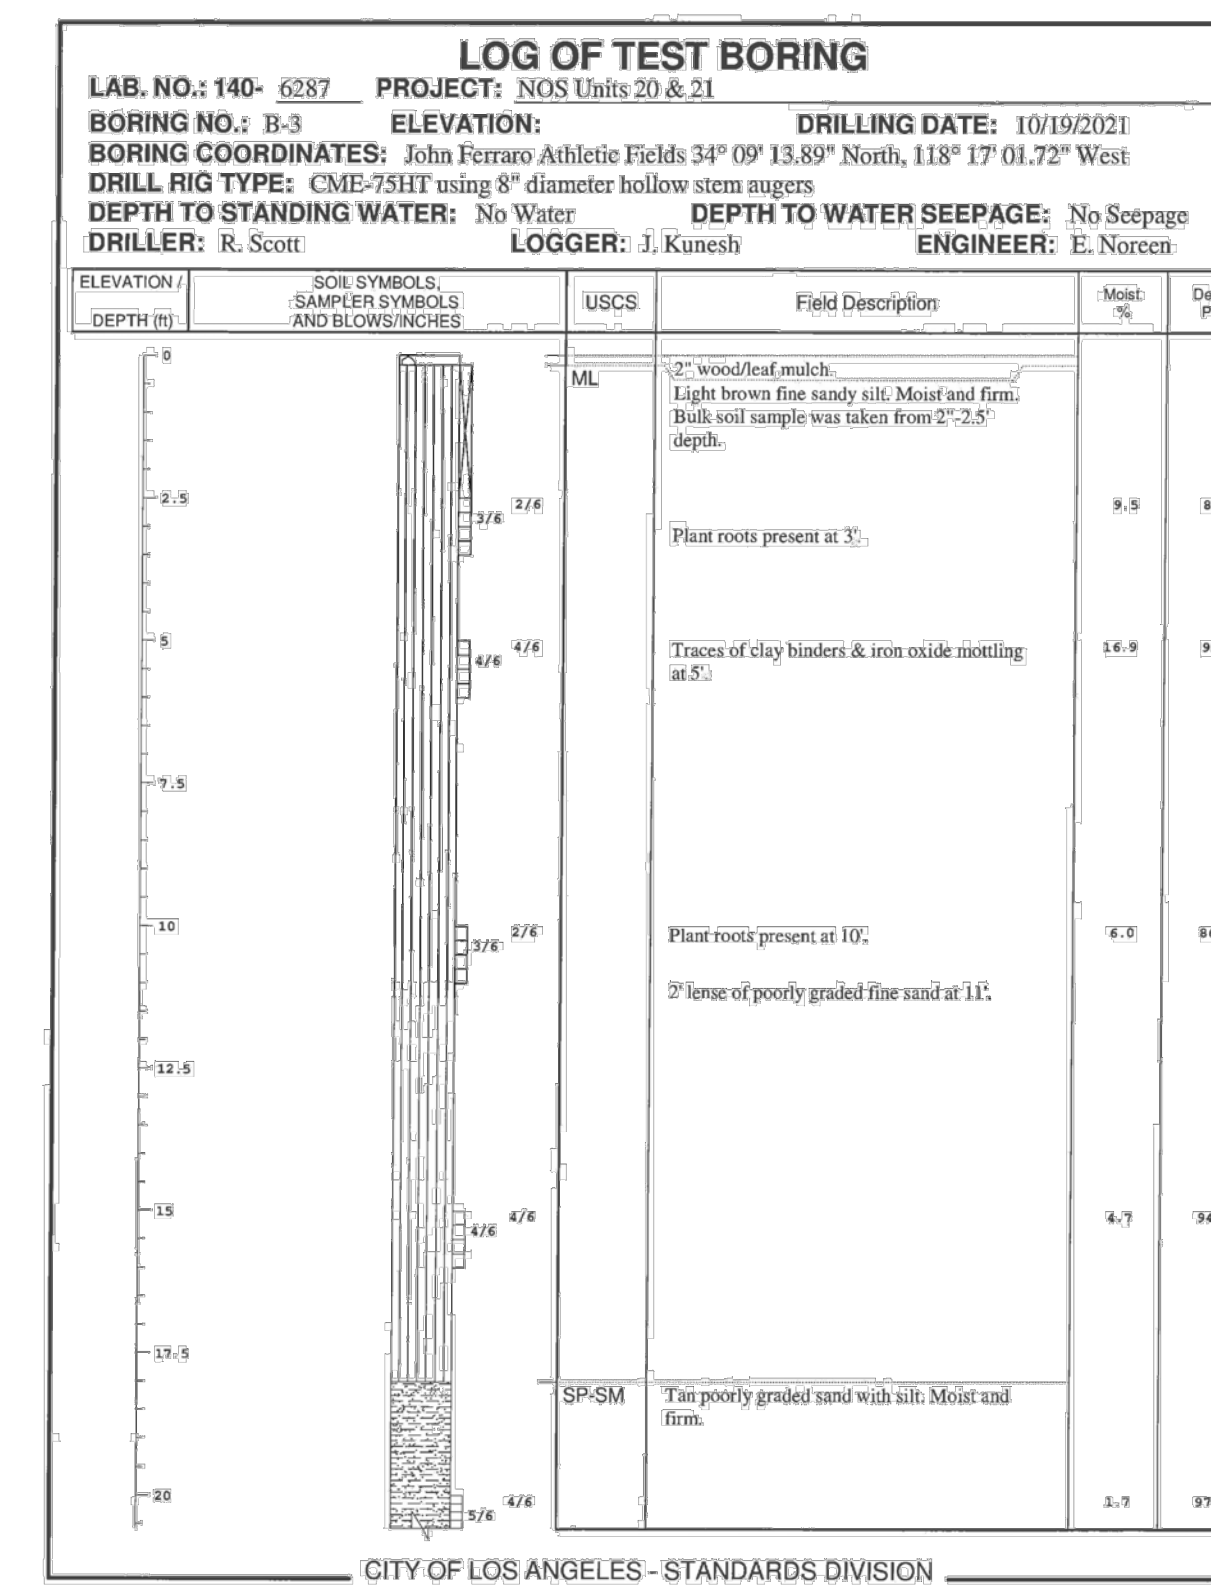 LOG OF TEST BORING
LAB. NO.: 140- 6287 PROJECT: NOS Units 20 & 21
BORING NO.: B-3 ELEVATION: DRILLING DATE: 10/19/2021
BORING COORDINATES: John Ferraro Athletic Fields 34° 09' 13.89" North, 118° 17' 01.72" West
DRILL RIG TYPE: CME-75HT using 8" diameter hollow stem augers
DEPTH TO STANDING WATER: No Water DEPTH TO WATER SEEPAGE: No Seepage
DRILLER: R. Scott LOGGER: J. Kunesh ENGINEER: E. Noreen
ELEVATION / DEPTH (ft)
SOIL SYMBOLS,
SAMPLER SYMBOLS
AND BLOWS/INCHES
USCS
Field Description
Moist.
%
De
P
0
2" wood/leaf mulch.
ML
Light brown fine sandy silt. Moist and firm.
Bulk soil sample was taken from 2"-2.5'
depth.
2.5 2/6 9.5 8
3/6
Plant roots present at 3'.
5 4/6 Traces of clay binders & iron oxide mottling 16.9 9
4/6 at 5'.
7.5
10 2/6 Plant roots present at 10'. 6.0 86
3/6
2' lense of poorly graded fine sand at 11'.
12.5
15 4/6 4.7 94
4/6
17.5
SP-SM Tan poorly graded sand with silt. Moist and
firm.
20 4/6 1.7 97
5/6
CITY OF LOS ANGELES - STANDARDS DIVISION